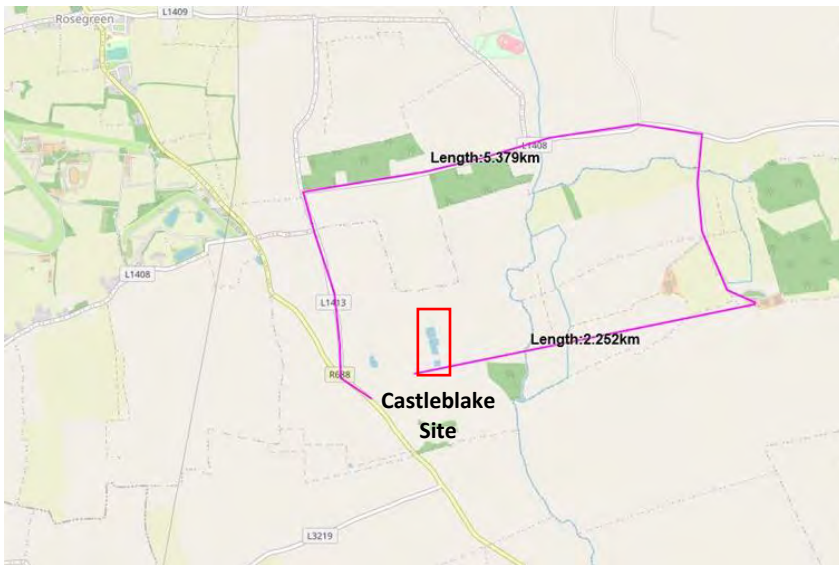 L1409
Rosegreen
L1408
Length:5.379km
L1408
L1413
Length:2.252km
R688
Castleblake
Site
L3219